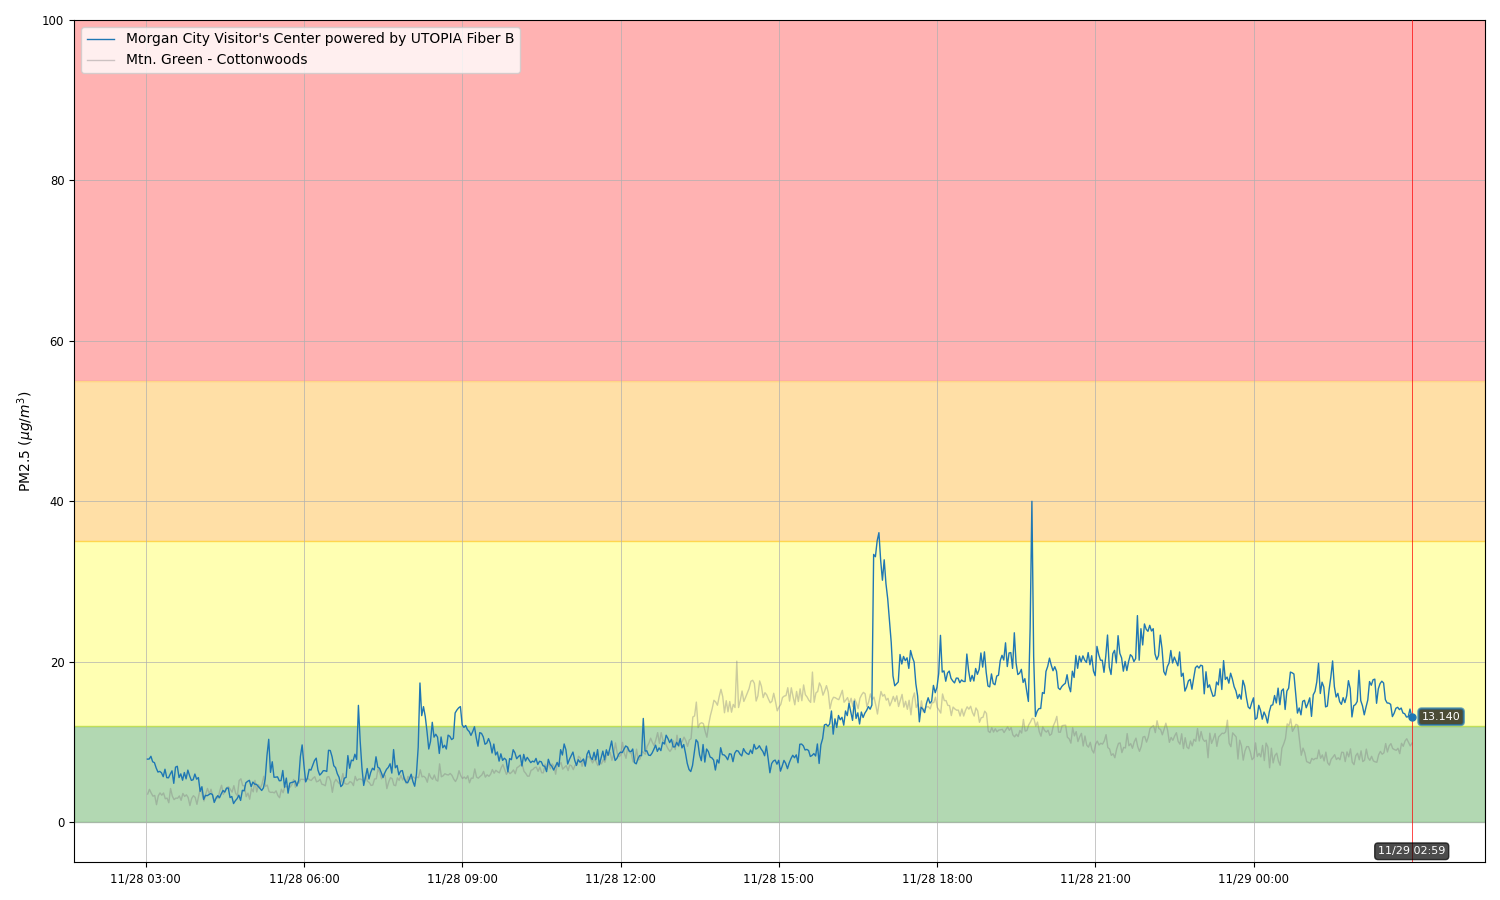 100
Morgan City Visitor's Center powered by UTOPIA Fiber B
Mtn. Green - Cottonwoods
80
60
PM2.5 (μg/m³)
40
20
13.140
0
11/29 02:59
11/28 03:00 11/28 06:00 11/28 09:00 11/28 12:00 11/28 15:00 11/28 18:00 11/28 21:00 11/29 00:00